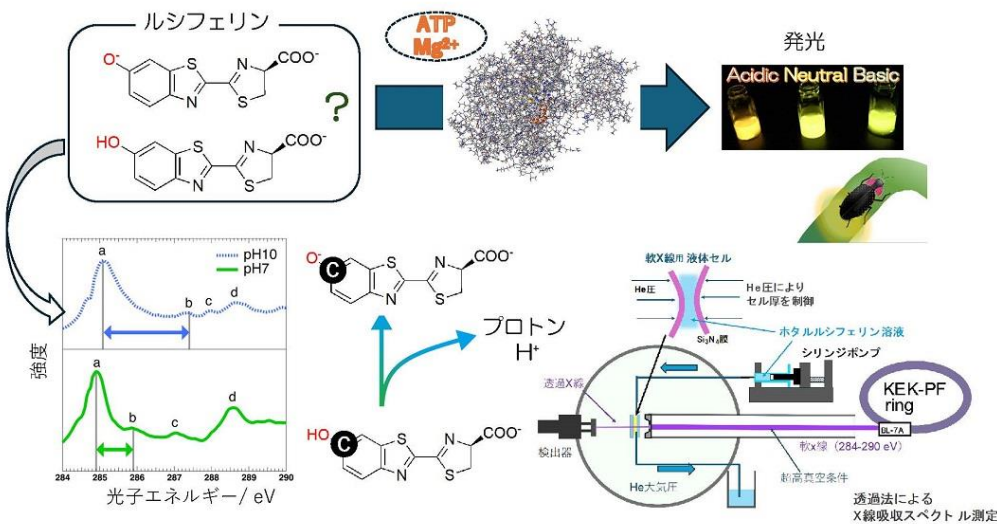 ルシフェリン
O⁻
N
S
S
N
COO⁻
HO
N
S
S
N
COO⁻
?
ATP
Mg²⁺
発光
Acidic Neutral Basic
pH10
pH7
a
b
c
d
a
b
c
d
強度
284 285 286 287 288 289 290
光子エネルギー/ eV
O⁻
C
S
N
N
S
COO⁻
プロトン
H⁺
HO
C
S
N
N
S
COO⁻
軟X線用 液体セル
He圧
He圧により
セル厚を制御
Si₃N₄膜
ホタルルシフェリン溶液
シリンジポンプ
透過X線
KEK-PF
ring
BL-7A
検出器
軟x線（284-290 eV）
He大気圧
超高真空条件
透過法による
X線吸収スペクトル測定